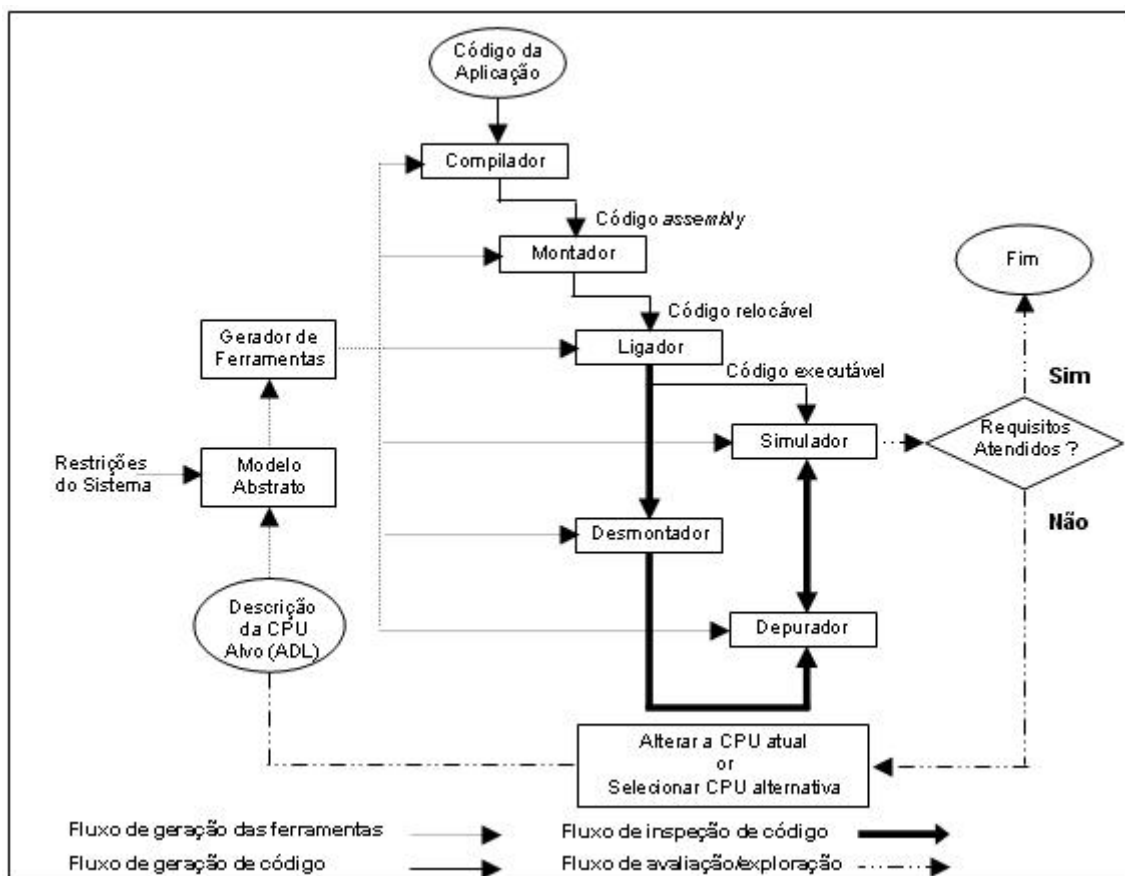 Código da
Aplicação
Compilador
Código assembly
Montador
Fim
Código relocável
Gerador de
Ferramentas
Ligador
Código executável
Sim
Requisitos
Atendidos ?
Simulador
Restrições
do Sistema
Modelo
Abstrato
Não
Desmontador
Descrição
da CPU
Alvo (ADL)
Depurador
Alterar a CPU atual
or
Selecionar CPU alternativa
Fluxo de geração das ferramentas
Fluxo de inspeção de código
Fluxo de geração de código
Fluxo de avaliação/exploração